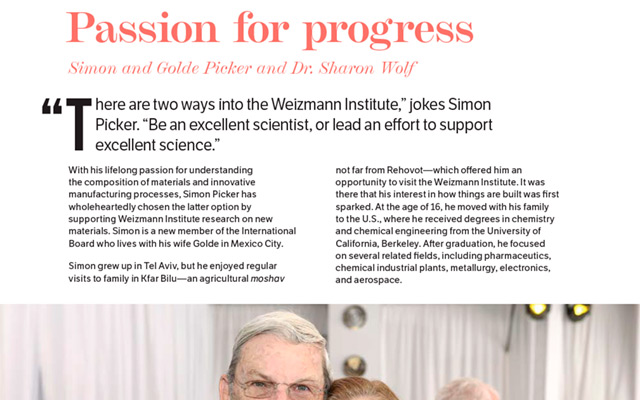 Passion for progress
Simon and Golde Picker and Dr. Sharon Wolf
“There are two ways into the Weizmann Institute,” jokes Simon
Picker. “Be an excellent scientist, or lead an effort to support
excellent science.”
With his lifelong passion for understanding
the composition of materials and innovative
manufacturing processes, Simon Picker has
wholeheartedly chosen the latter option by
supporting Weizmann Institute research on new
materials. Simon is a new member of the International
Board who lives with his wife Golde in Mexico City.
Simon grew up in Tel Aviv, but he enjoyed regular
visits to family in Kfar Bilu—an agricultural moshav
not far from Rehovot—which offered him an
opportunity to visit the Weizmann Institute. It was
there that his interest in how things are built was first
sparked. At the age of 16, he moved with his family
to the U.S., where he received degrees in chemistry
and chemical engineering from the University of
California, Berkeley. After graduation, he focused
on several related fields, including pharmaceutics,
chemical industrial plants, metallurgy, electronics,
and aerospace.